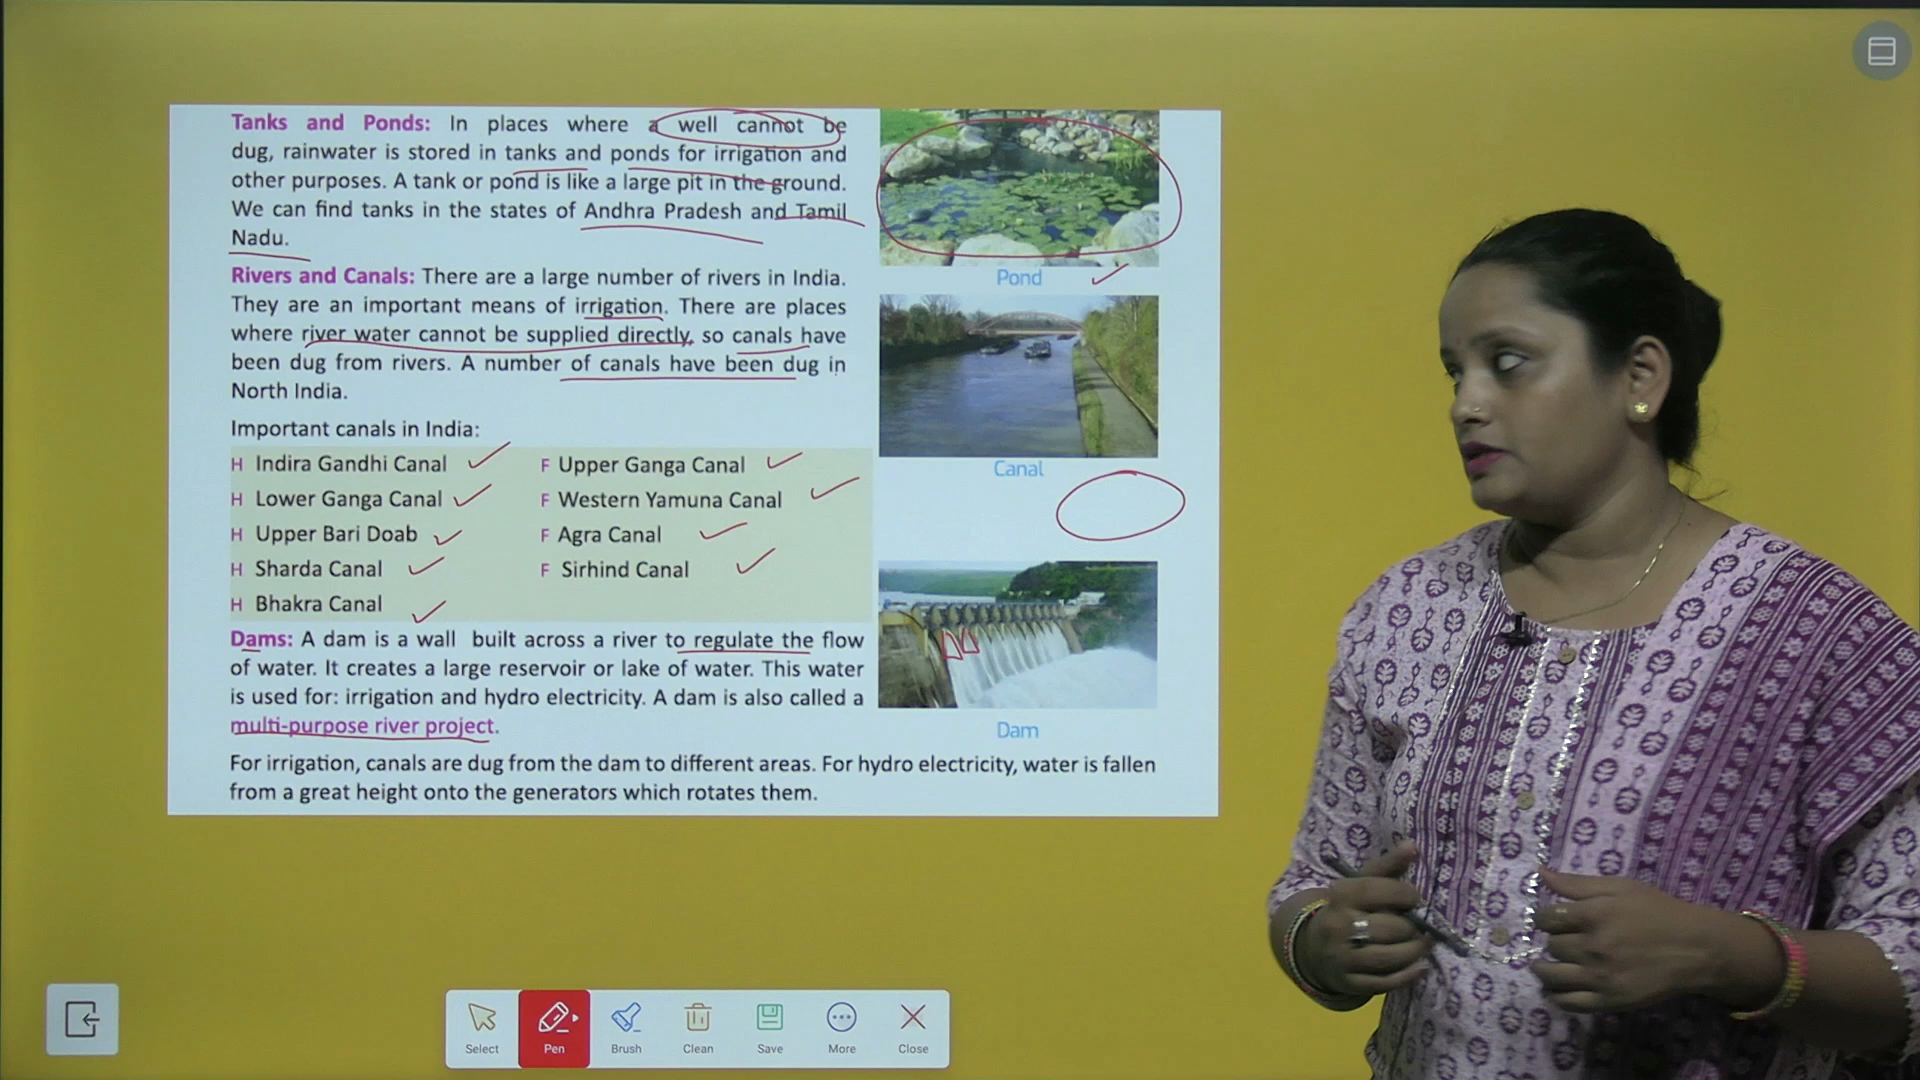 Tanks and Ponds: In places where a well cannot be
dug, rainwater is stored in tanks and ponds for irrigation and
other purposes. A tank or pond is like a large pit in the ground.
We can find tanks in the states of Andhra Pradesh and Tamil
Nadu.
Pond
Rivers and Canals: There are a large number of rivers in India.
They are an important means of irrigation. There are places
where river water cannot be supplied directly, so canals have
been dug from rivers. A number of canals have been dug in
North India.
Canal
Important canals in India:
H Indira Gandhi Canal
F Upper Ganga Canal
H Lower Ganga Canal
F Western Yamuna Canal
H Upper Bari Doab
F Agra Canal
H Sharda Canal
F Sirhind Canal
H Bhakra Canal
Dams: A dam is a wall built across a river to regulate the flow
of water. It creates a large reservoir or lake of water. This water
is used for: irrigation and hydro electricity. A dam is also called a
multi-purpose river project.
Dam
For irrigation, canals are dug from the dam to different areas. For hydro electricity, water is fallen
from a great height onto the generators which rotates them.
Select
Pen
Brush
Clean
Save
More
Close